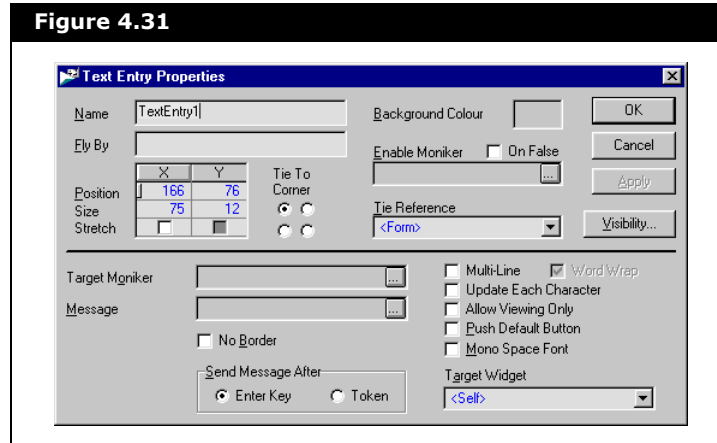 Figure 4.31
Text Entry Properties
Name
TextEntry1
Background Colour
OK
Fly By
Enable Moniker
On False
Cancel
...
X
Y
Tie To
Corner
Apply
Position
166
76
Size
75
12
Stretch
Tie Reference
<Form>
Visibility...
Target Moniker
...
Message
...
No Border
Send Message After
Enter Key
Token
Multi-Line
Word Wrap
Update Each Character
Allow Viewing Only
Push Default Button
Mono Space Font
Target Widget
<Self>